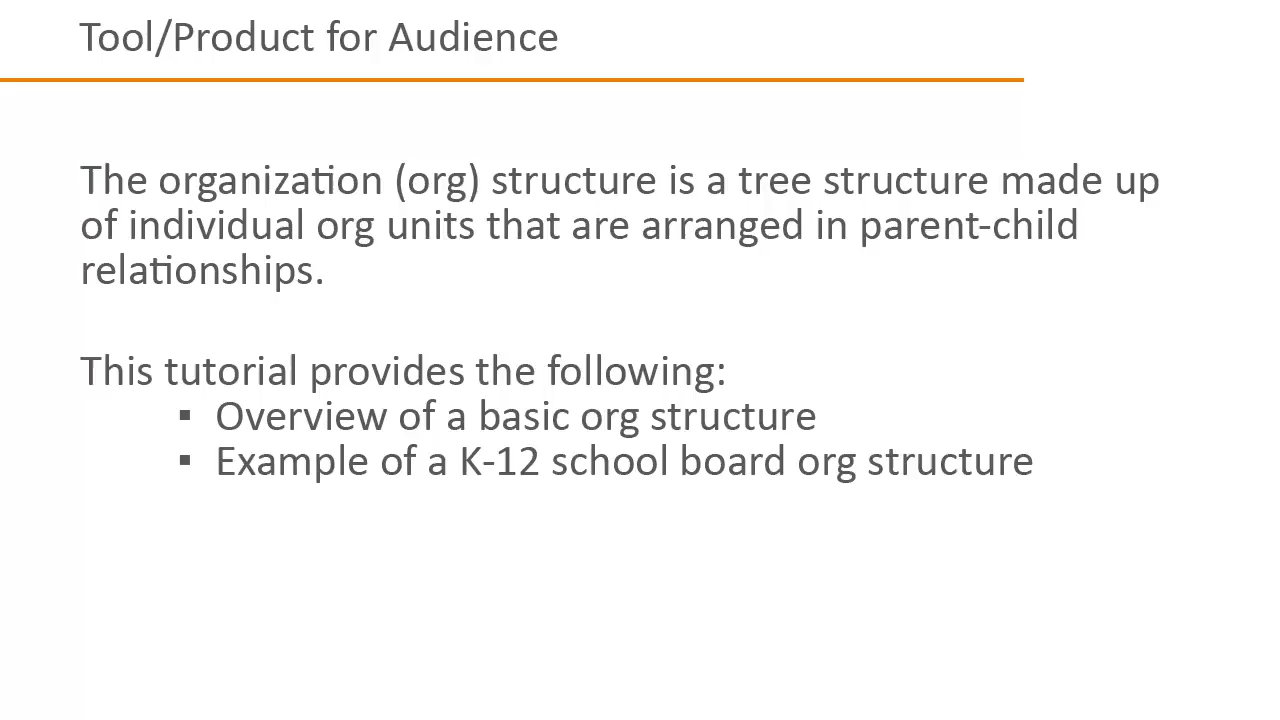 Tool/Product for Audience
The organization (org) structure is a tree structure made up
of individual org units that are arranged in parent-child
relationships.
This tutorial provides the following:
▪ Overview of a basic org structure
▪ Example of a K-12 school board org structure